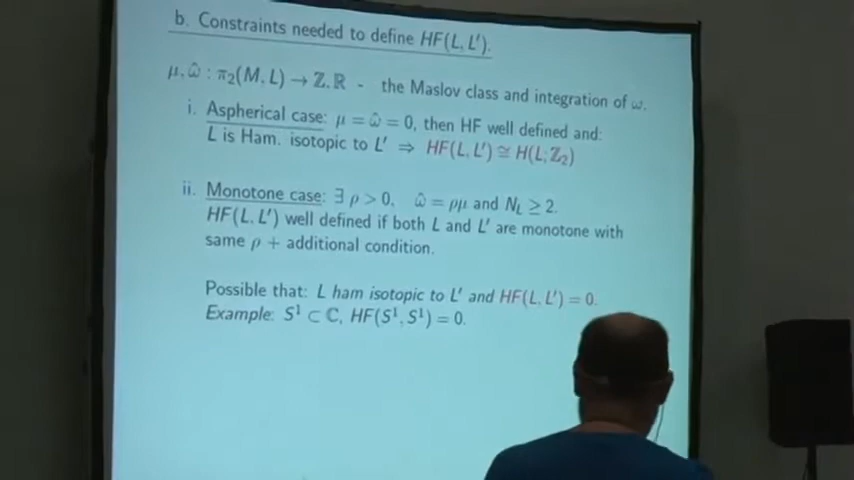 b. Constraints needed to define HF(L, L′).
μ, ω̂ : π₂(M, L) → ℤ, ℝ - the Maslov class and integration of ω.
i. Aspherical case: μ = ω̂ = 0, then HF well defined and:
L is Ham. isotopic to L′ ⇒ HF(L, L′) ≅ H(L; ℤ₂)
ii. Monotone case: ∃ ρ > 0, ω̂ = ρμ and N_L ≥ 2.
HF(L, L′) well defined if both L and L′ are monotone with
same ρ + additional condition.
Possible that: L ham isotopic to L′ and HF(L, L′) = 0.
Example: S¹ ⊂ ℂ, HF(S¹, S¹) = 0.